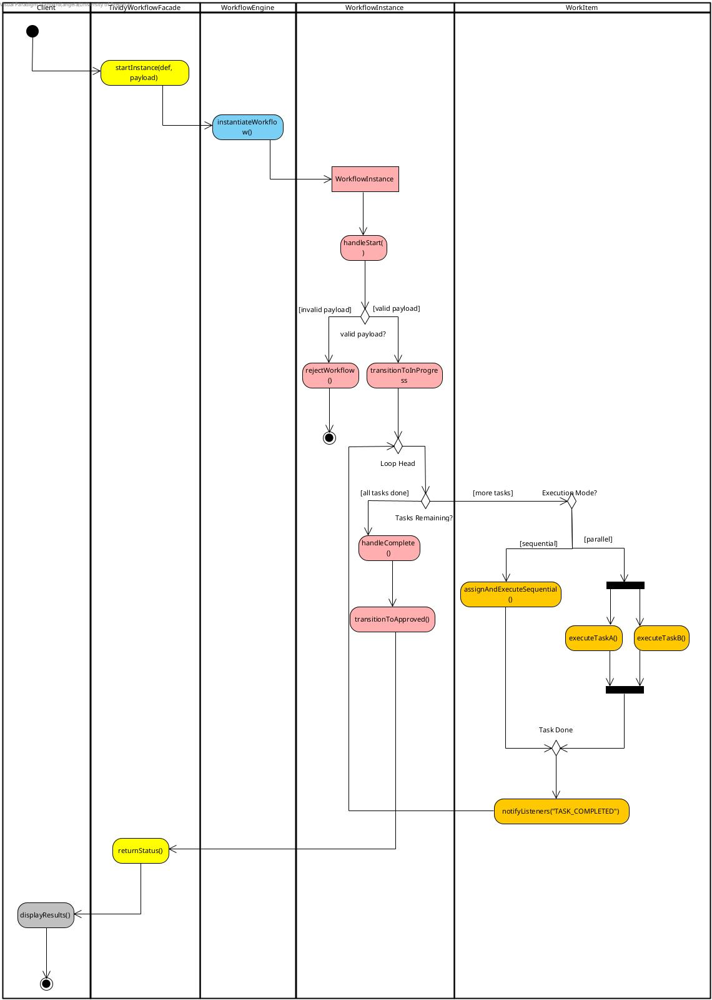 Client
TividyWorkflowFacade
WorkflowEngine
WorkflowInstance
WorkItem
startInstance(def,
payload)
instantiateWorkflo
w()
WorkflowInstance
handleStart(
)
[invalid payload]
[valid payload]
valid payload?
rejectWorkflow
()
transitionToInProgre
ss
Loop Head
[all tasks done]
[more tasks]
Execution Mode?
Tasks Remaining?
handleComplete
()
[sequential]
[parallel]
assignAndExecuteSequential
()
transitionToApproved()
executeTaskA()
executeTaskB()
Task Done
notifyListeners("TASK_COMPLETED")
returnStatus()
displayResults()